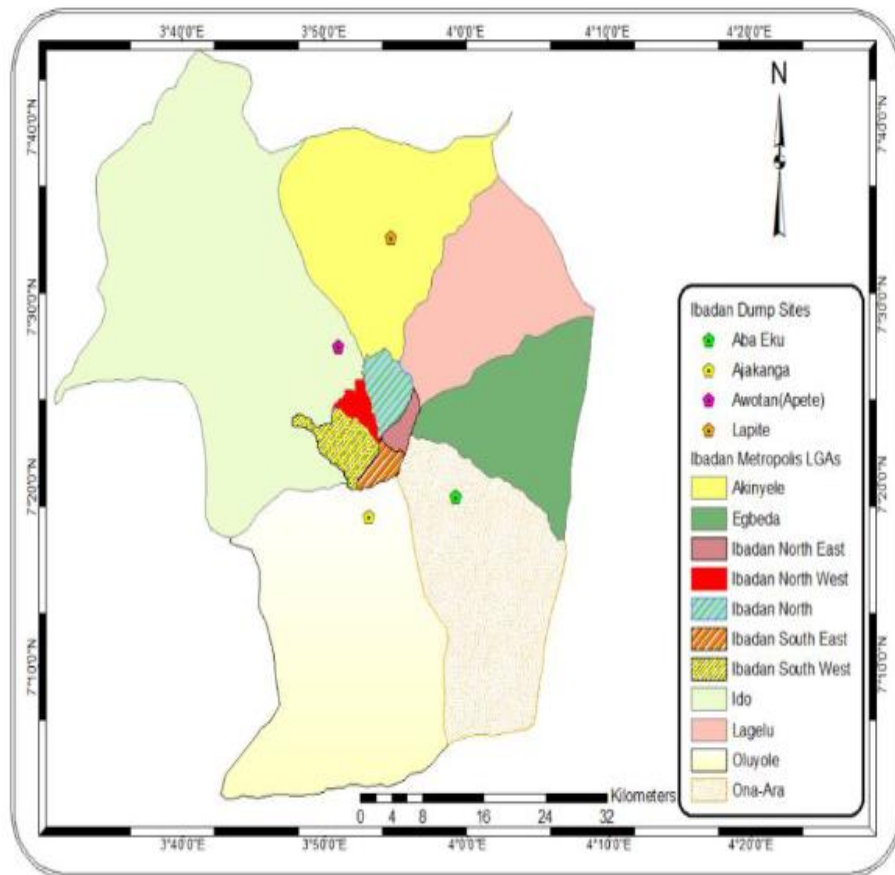 3°40'0"E 3°50'0"E 4°0'0"E 4°10'0"E 4°20'0"E
N
7°40'0"N 7°40'0"N
7°30'0"N 7°30'0"N
7°20'0"N 7°20'0"N
7°10'0"N 7°10'0"N
Ibadan Dump Sites
Aba Eku
Ajakanga
Awotan(Apete)
Lapite
Ibadan Metropolis LGAs
Akinyele
Egbeda
Ibadan North East
Ibadan North West
Ibadan North
Ibadan South East
Ibadan South West
Ido
Lagelu
Oluyole
Ona-Ara
Kilometers
0 4 8 16 24 32
3°40'0"E 3°50'0"E 4°0'0"E 4°10'0"E 4°20'0"E